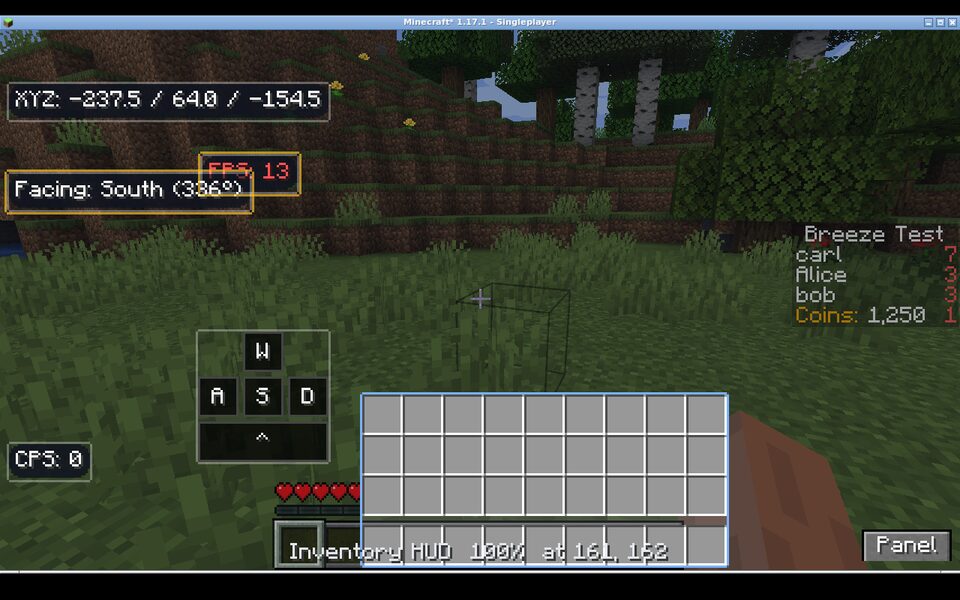 Minecraft* 1.17.1 - Singleplayer
XYZ: -237.5 / 64.0 / -154.5
FPS: 13
Facing: South (336°)
Breeze Test
carl 7
Alice 3
bob 3
Coins: 1,250 1
W
A S D
^
CPS: 0
Inventory HUD 100% at 161, 162
Panel